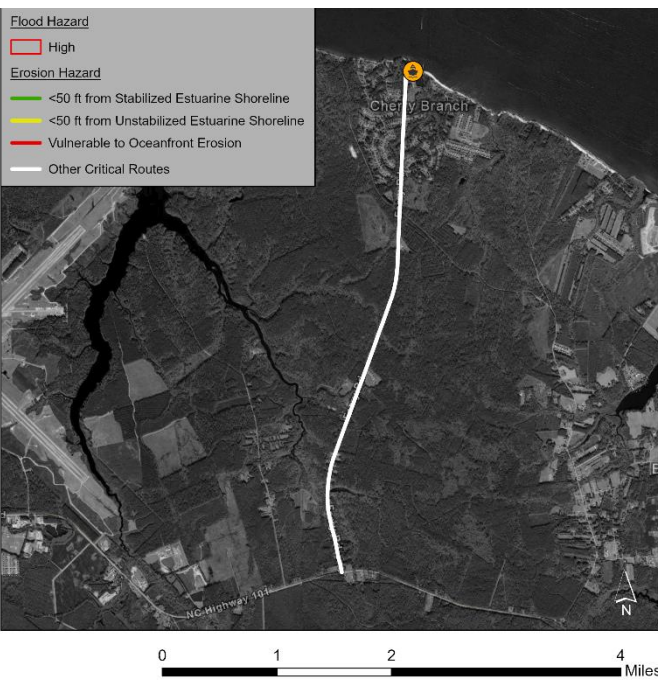 Flood Hazard
High
Erosion Hazard
<50 ft from Stabilized Estuarine Shoreline
<50 ft from Unstabilized Estuarine Shoreline
Vulnerable to Oceanfront Erosion
Other Critical Routes
Cherry Branch
NC Highway 101
N
0 1 2 4
Miles